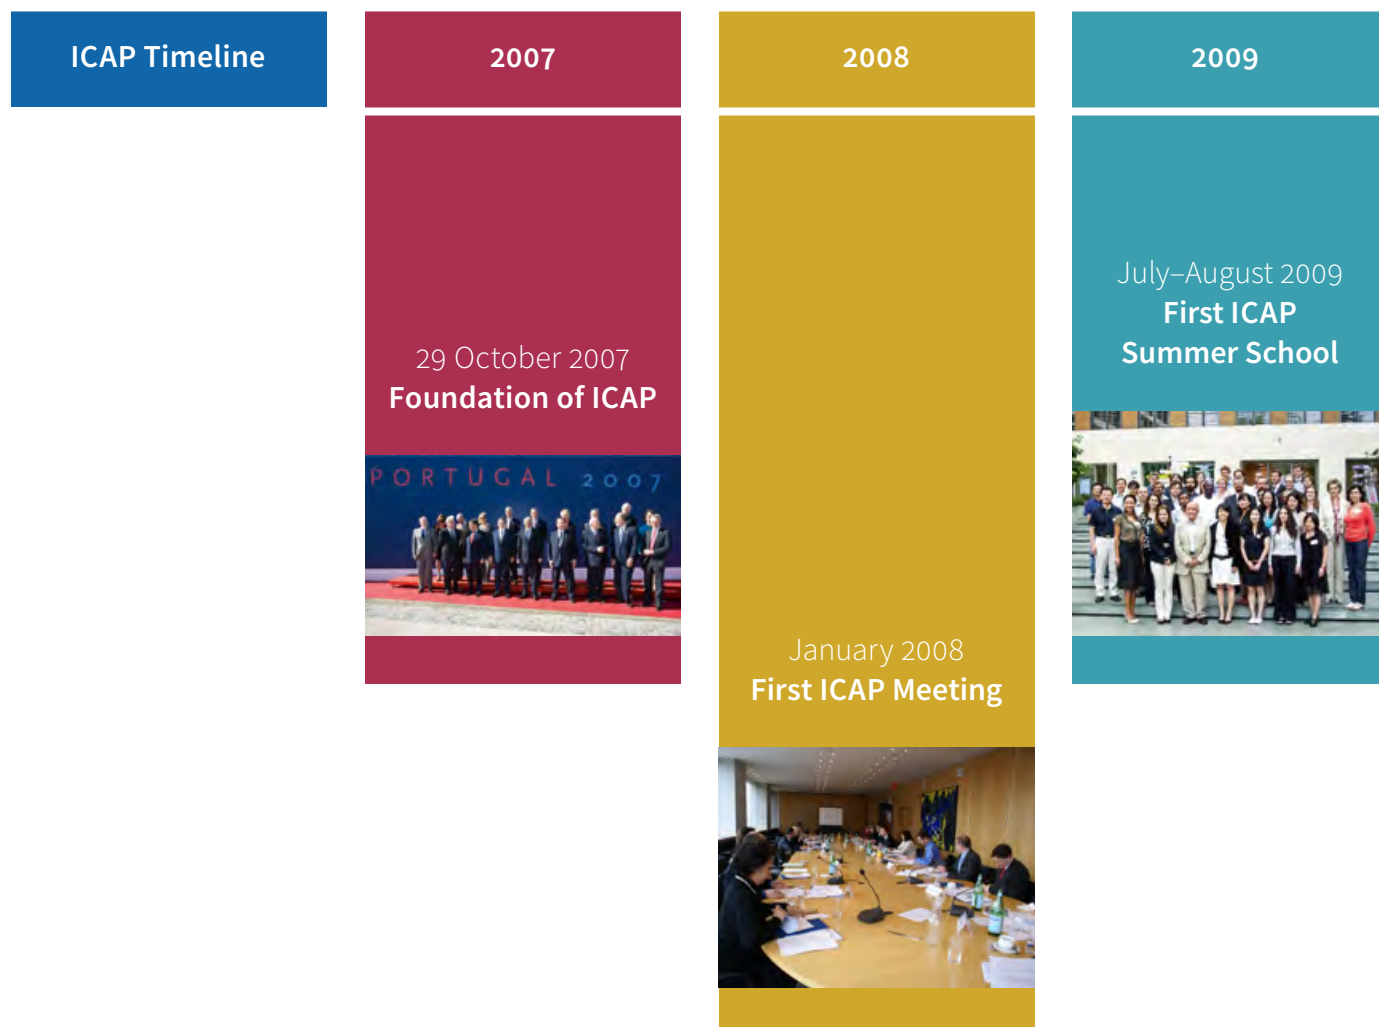 ICAP Timeline
2007
2008
2009
29 October 2007
Foundation of ICAP
PORTUGAL 2007
January 2008
First ICAP Meeting
July–August 2009
First ICAP
Summer School